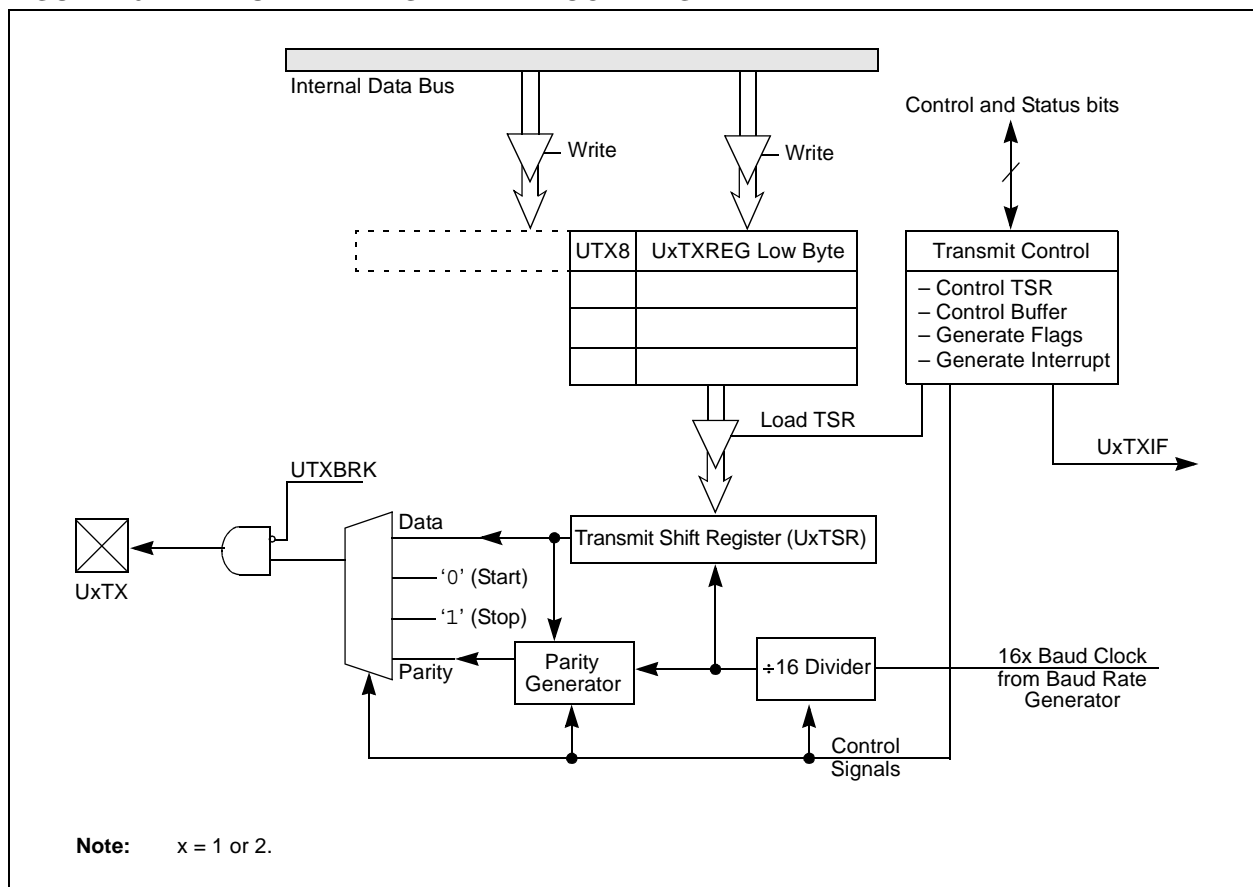 Internal Data Bus
Control and Status bits
Write
Write
UTX8
UxTXREG Low Byte
Transmit Control
– Control TSR
– Control Buffer
– Generate Flags
– Generate Interrupt
Load TSR
UxTXIF
UTXBRK
Data
Transmit Shift Register (UxTSR)
UxTX
‘0’ (Start)
‘1’ (Stop)
Parity
Parity
Generator
÷16 Divider
16x Baud Clock
from Baud Rate
Generator
Control
Signals
Note: x = 1 or 2.